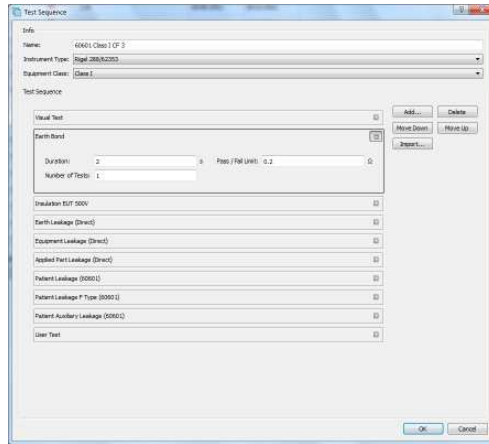 Test Sequence
Info
Name: 60601 Class I CF 3
Instrument Type: Rigel 288/62353
Equipment Class: Class I
Test Sequence
Visual Test
Add... Delete
Earth Bond
Move Down Move Up
Import...
Duration: 2 s Pass / Fail Limit: 0.2 Ω
Number of Tests: 1
Insulation EUT 500V
Earth Leakage (Direct)
Equipment Leakage (Direct)
Applied Part Leakage (Direct)
Patient Leakage (60601)
Patient Leakage F Type (60601)
Patient Auxiliary Leakage (60601)
User Test
OK Cancel